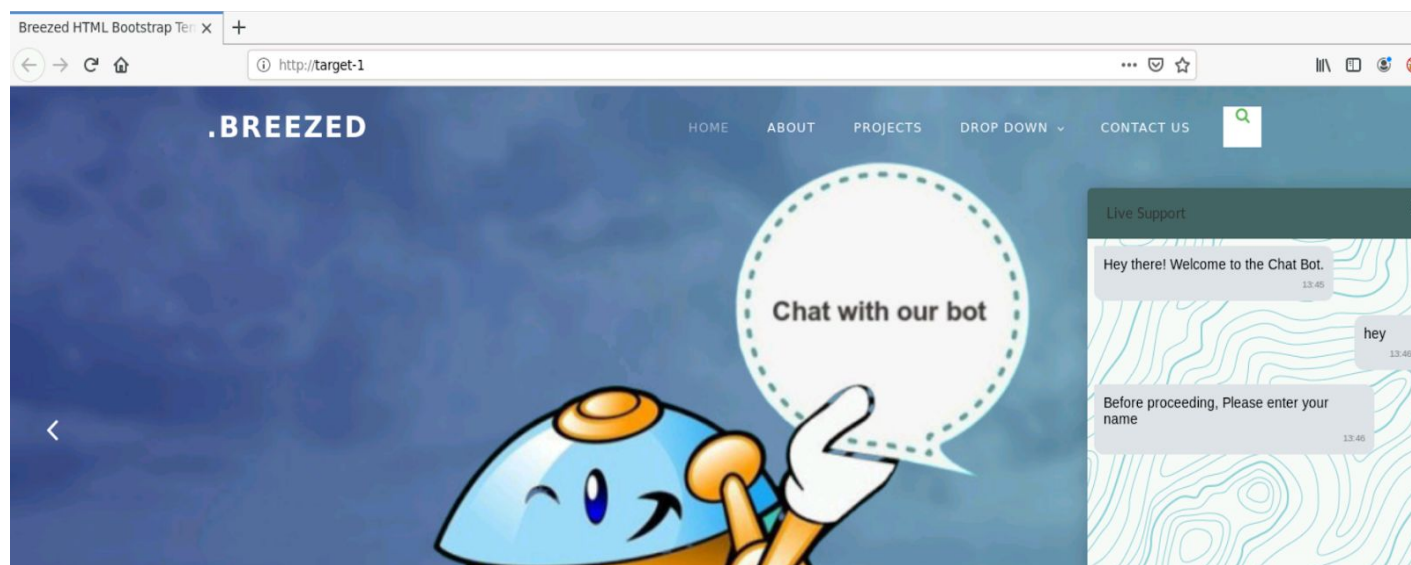 Breezed HTML Bootstrap Ten
http://target-1
.BREEZED
HOME ABOUT PROJECTS DROP DOWN CONTACT US
Live Support
Hey there! Welcome to the Chat Bot.
13:45
Chat with our bot
hey
13:46
Before proceeding, Please enter your
name
13:46